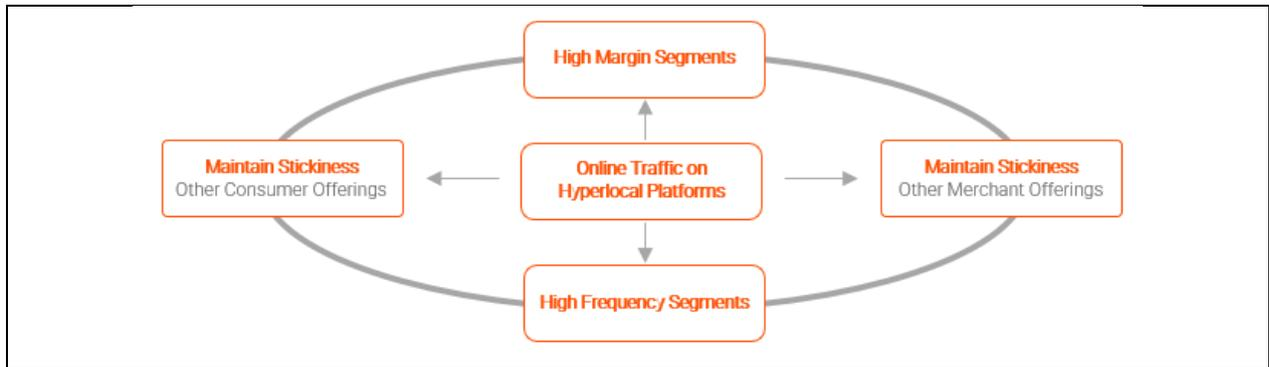 High Margin Segments
Maintain Stickiness
Other Consumer Offerings
Online Traffic on
Hyperlocal Platforms
Maintain Stickiness
Other Merchant Offerings
High Frequency Segments